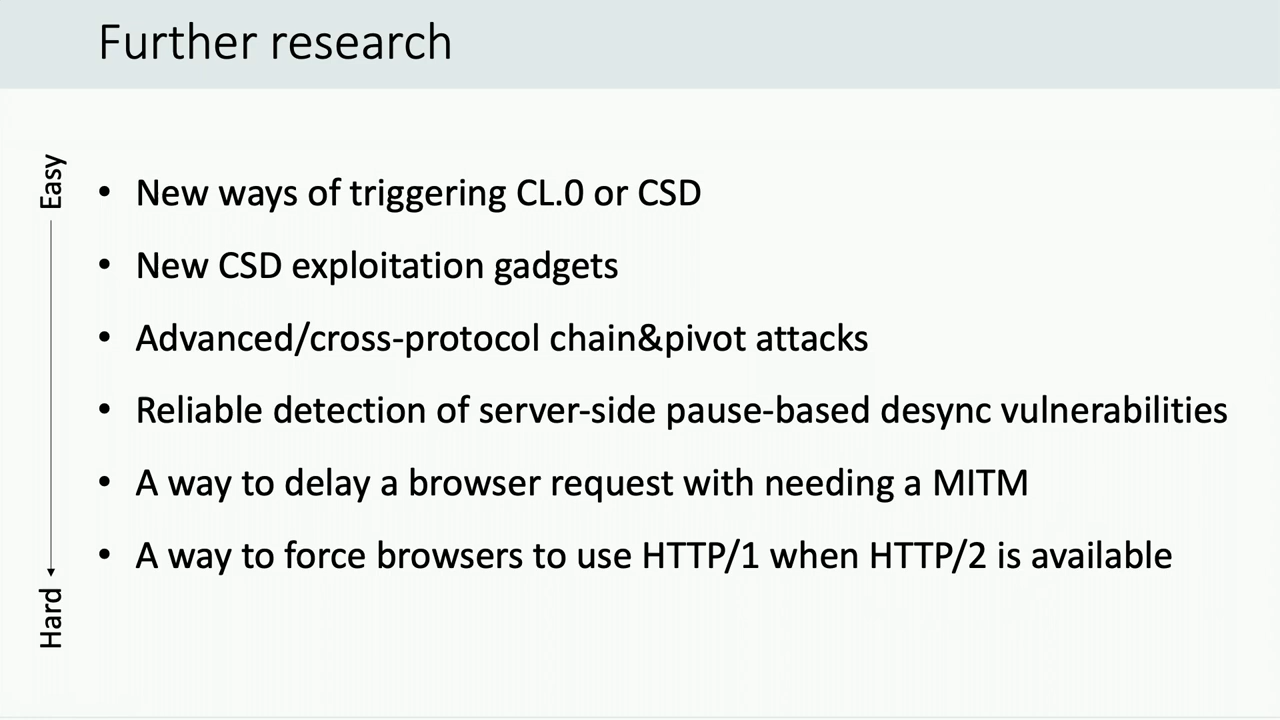 Further research
Easy
• New ways of triggering CL.0 or CSD
• New CSD exploitation gadgets
• Advanced/cross-protocol chain&pivot attacks
• Reliable detection of server-side pause-based desync vulnerabilities
• A way to delay a browser request with needing a MITM
• A way to force browsers to use HTTP/1 when HTTP/2 is available
Hard